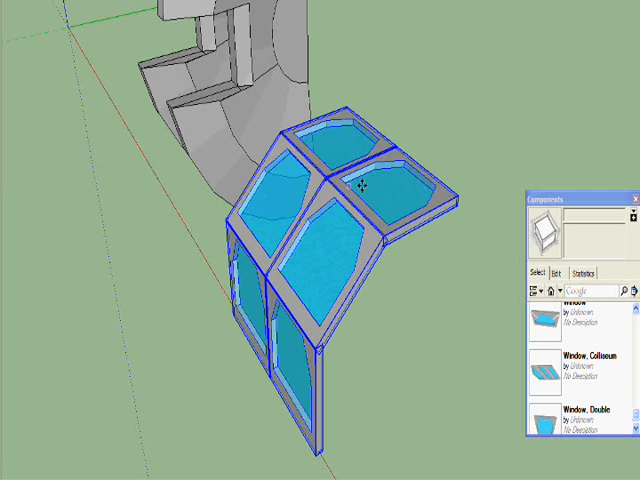 Components
Select
Edit
Statistics
Google
Window
by Unknown
No Description
Window, Coliseum
by Unknown
No Description
Window, Double
by Unknown
No Description